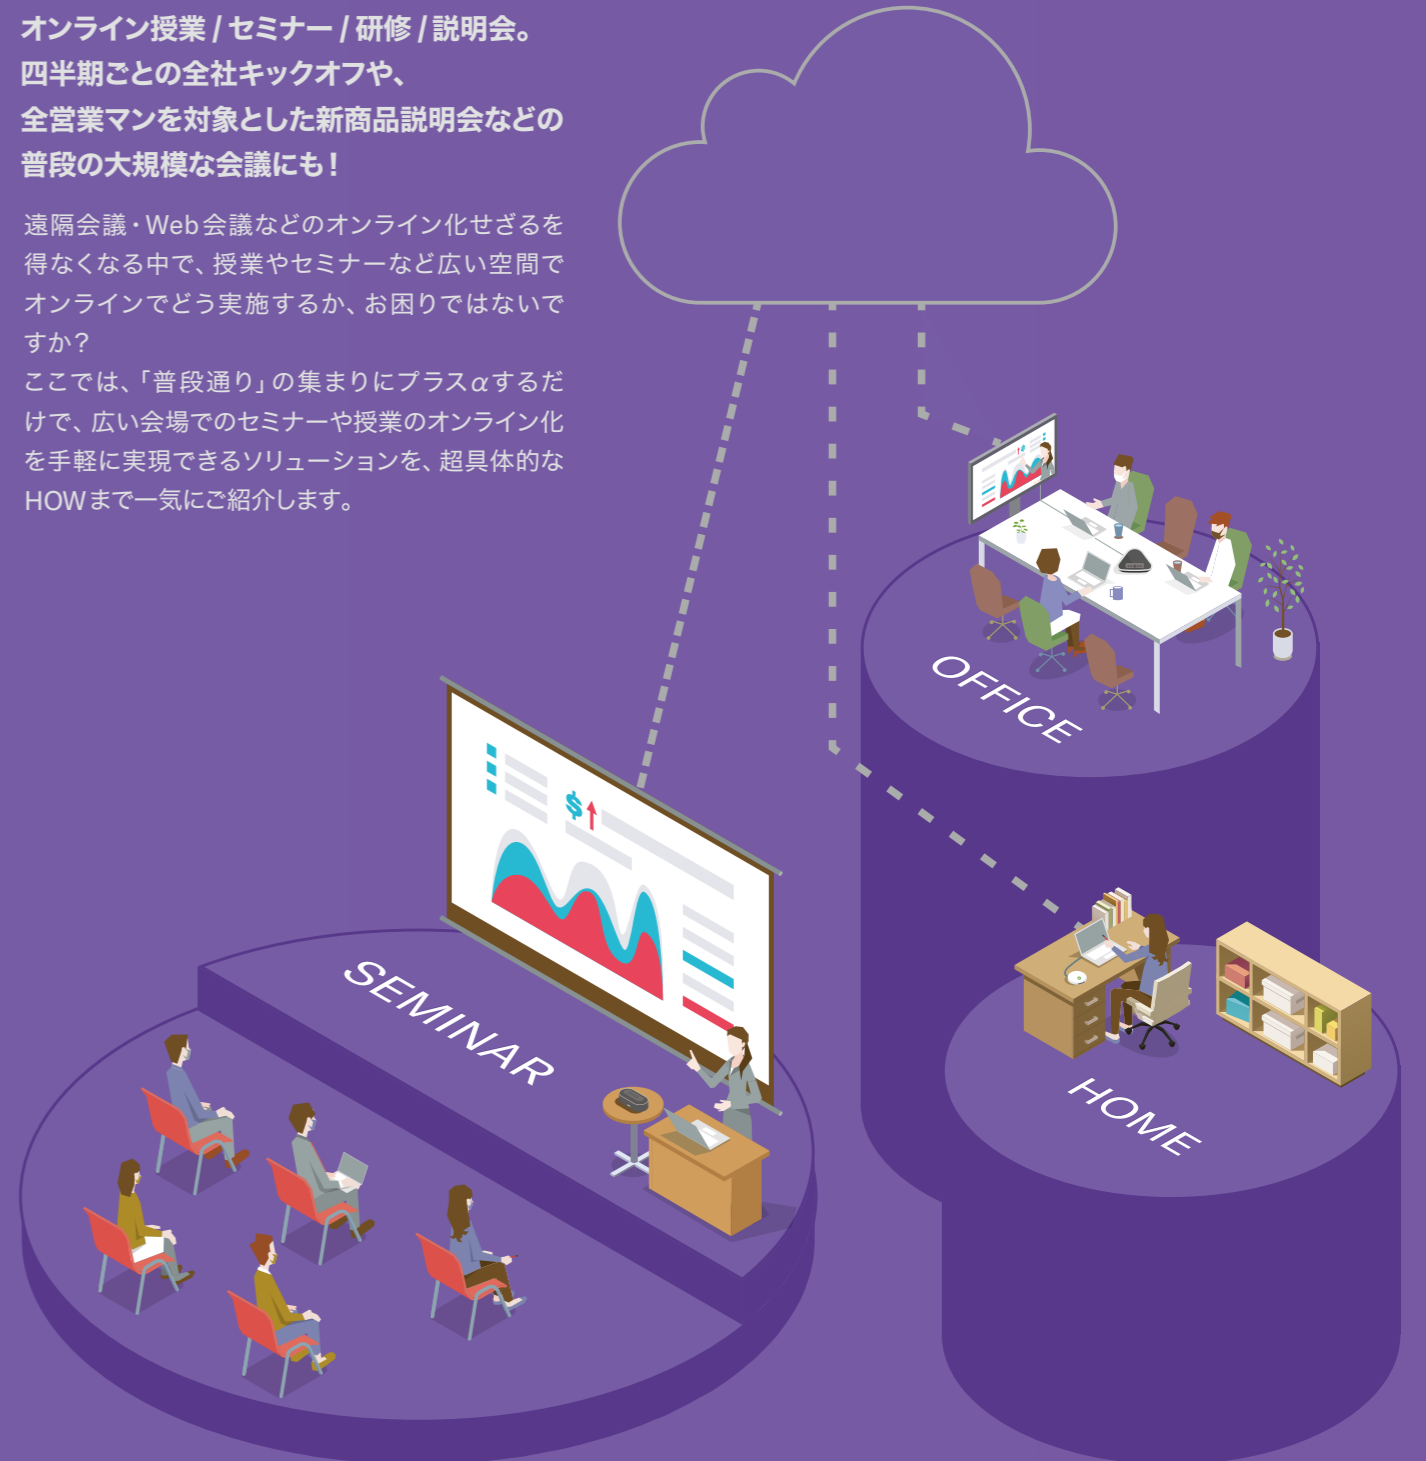 オンライン授業 / セミナー / 研修 / 説明会。
四半期ごとの全社キックオフや、
全営業マンを対象とした新商品説明会などの
普段の大規模な会議にも！
遠隔会議・Web会議などのオンライン化せざるを
得なくなる中で、授業やセミナーなど広い空間で
オンラインでどう実施するか、お困りではないで
すか？
ここでは、「普段通り」の集まりにプラスαするだ
けで、広い会場でのセミナーや授業のオンライン化
を手軽に実現できるソリューションを、超具体的な
HOWまで一気にご紹介します。
OFFICE
$
SEMINAR
HOME